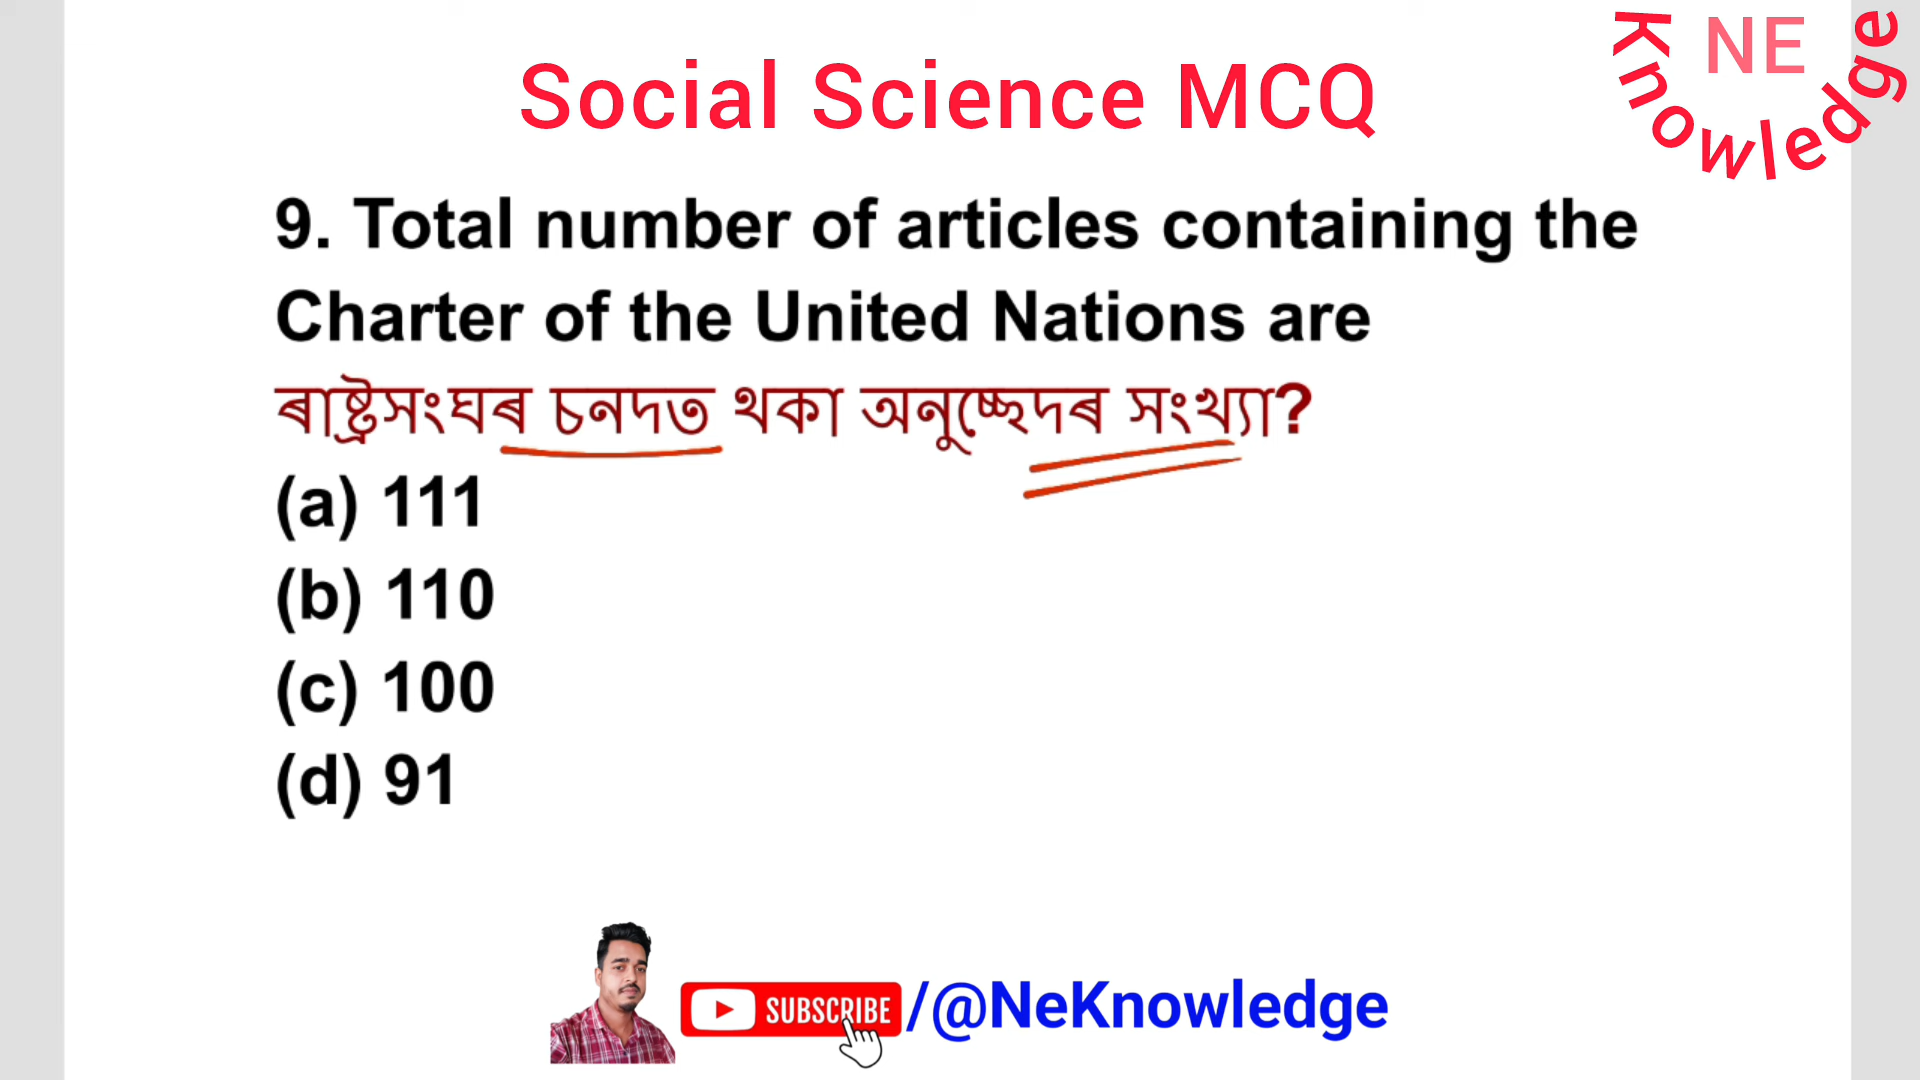 Social Science MCQ
NE
Knowledge
9. Total number of articles containing the
Charter of the United Nations are
ৰাষ্ট্ৰসংঘৰ চনদত থকা অনুচ্ছেদৰ সংখ্যা?
(a) 111
(b) 110
(c) 100
(d) 91
SUBSCRIBE /@NeKnowledge